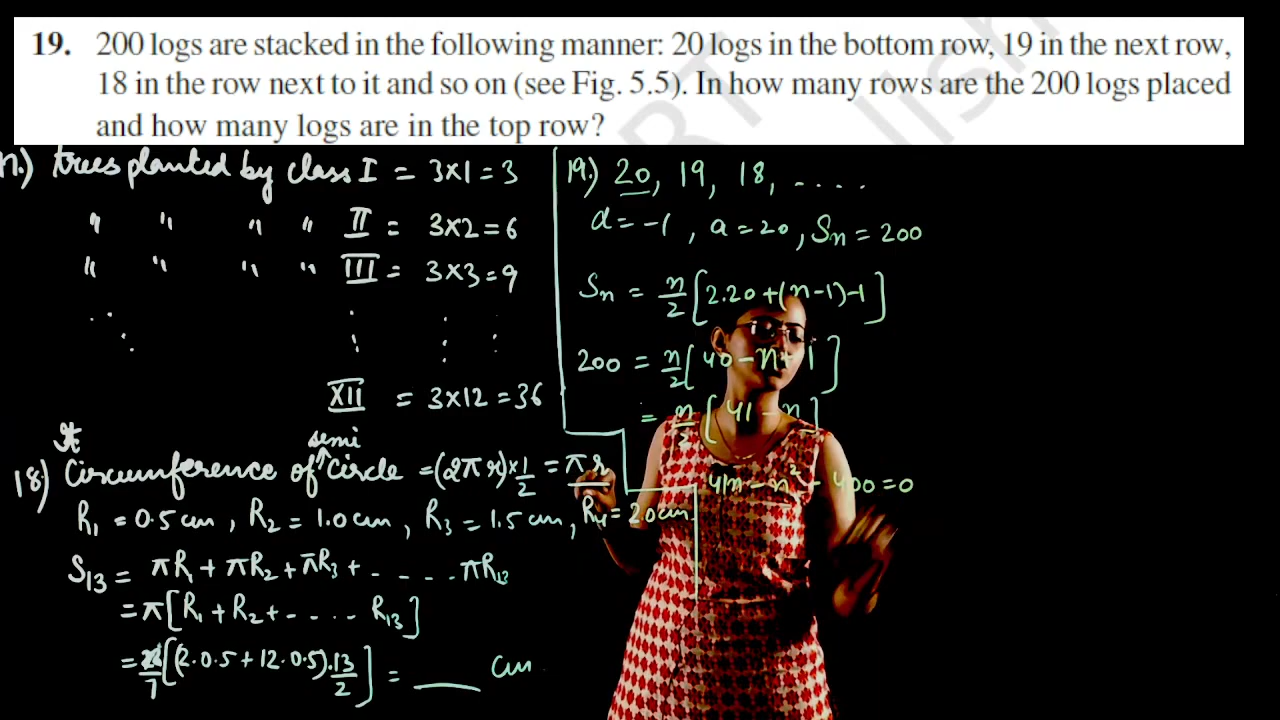 19. 200 logs are stacked in the following manner: 20 logs in the bottom row, 19 in the next row,
18 in the row next to it and so on (see Fig. 5.5). In how many rows are the 200 logs placed
and how many logs are in the top row?
trees planted by class I = 3×1 = 3
" " " " II = 3×2 = 6
" " " " III = 3×3 = 9
XII = 3×12 = 36
18) Circumference of semi Circle = (2πr)×1/2 = πr
R1 = 0.5 cm, R2 = 1.0 cm, R3 = 1.5 cm, R4 = 2.0 cm
S13 = πR1 + πR2 + πR3 + - . . . . πR13
= π[R1 + R2 + - . . . R13]
= 22/7 [(2·0.5 + 12·0.5)·13/2] = ___ cm
19.) 20, 19, 18, . . . .
d = -1, a = 20, Sn = 200
Sn = n/2 [2.20 + (n-1)-1]
200 = n/2 [40 - n + 1]
= n/2 [41 - n]
41n - n² - 400 = 0